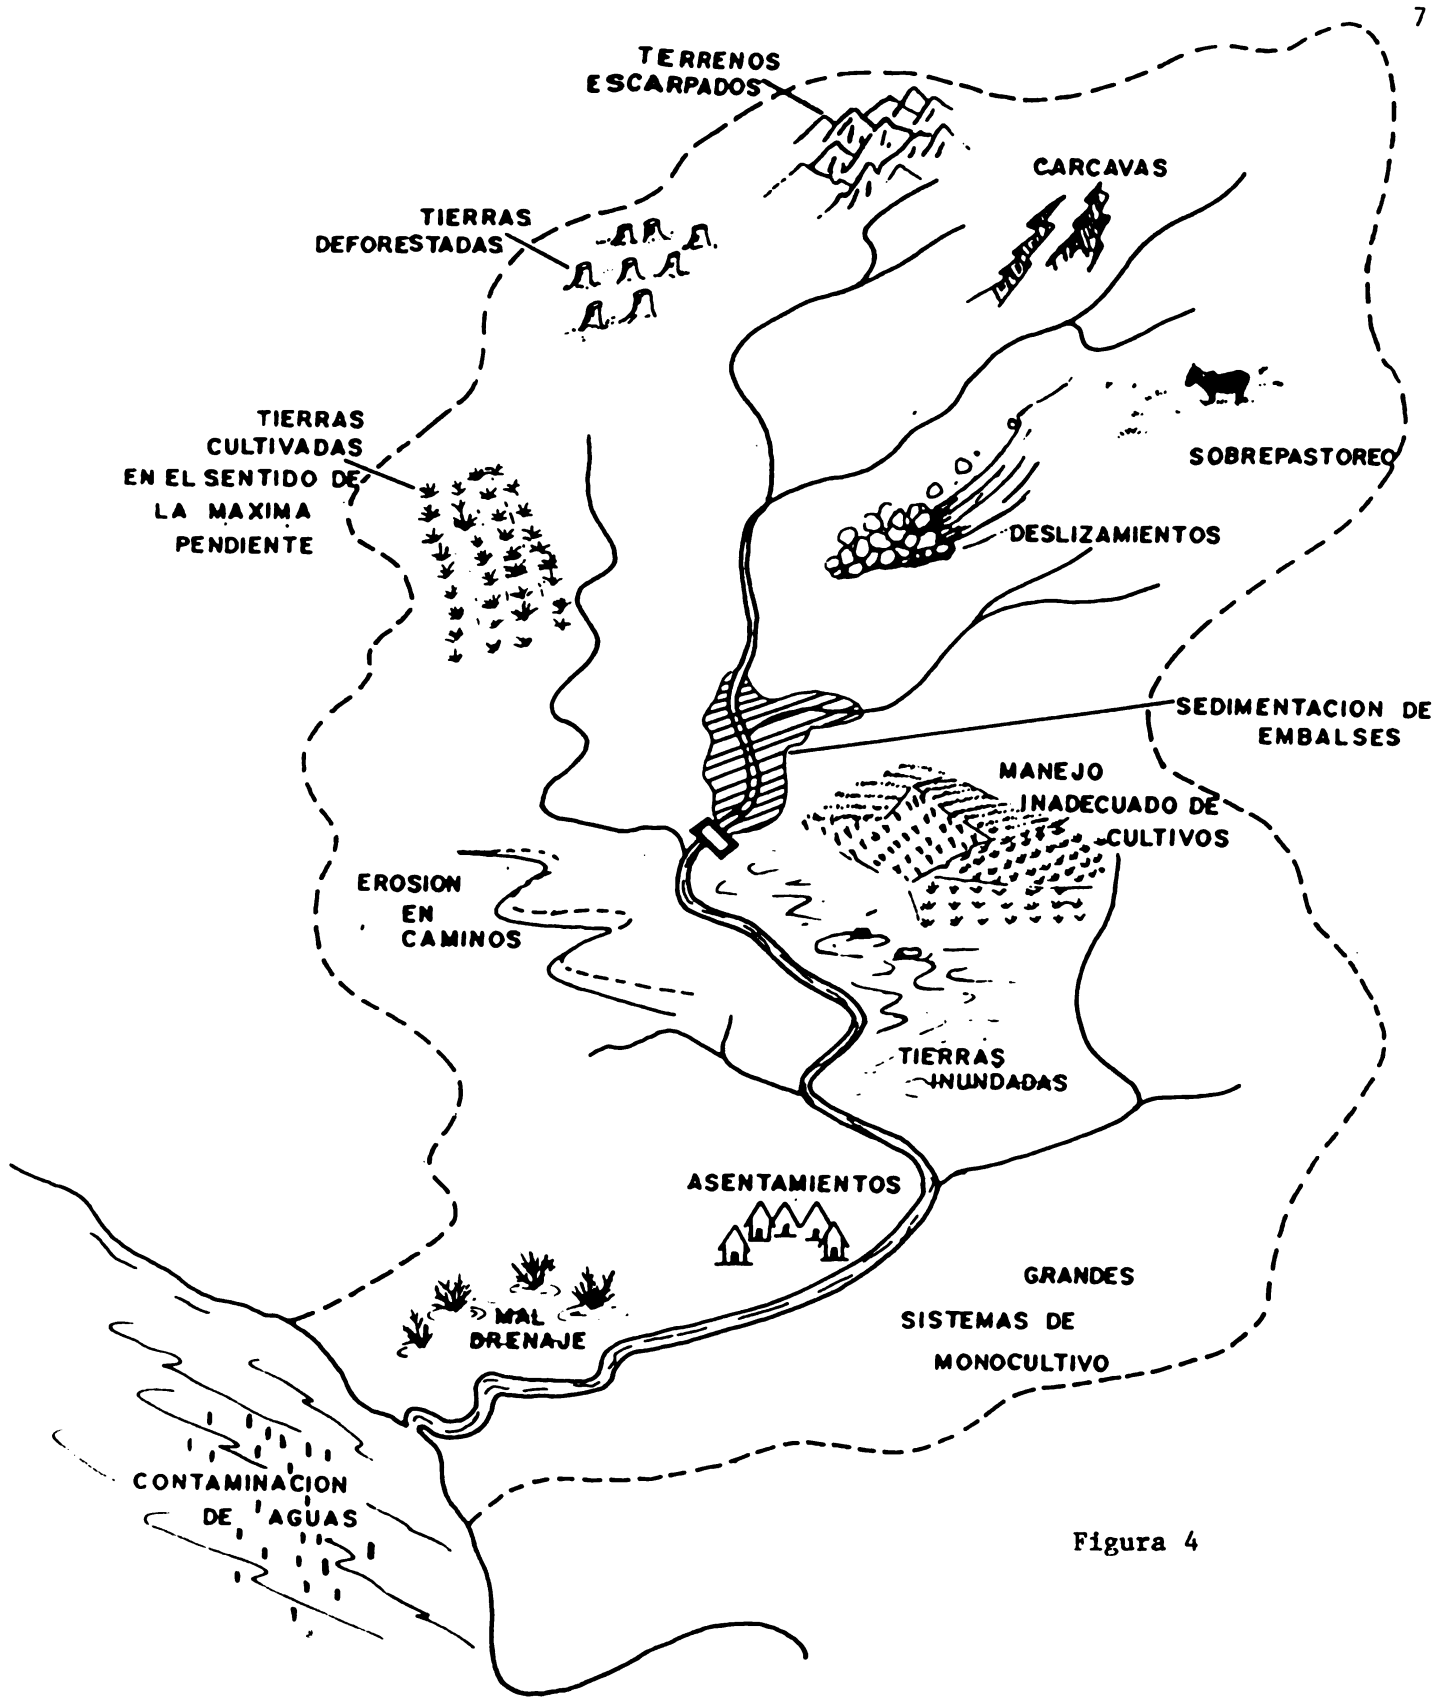 7
TERRENOS
ESCARPADOS
CARCAVAS
TIERRAS
DEFORESTADAS
TIERRAS
CULTIVADAS
EN EL SENTIDO DE
LA MAXIMA
PENDIENTE
SOBREPASTOREO
DESLIZAMIENTOS
SEDIMENTACION DE
EMBALSES
MANEJO
INADECUADO DE
CULTIVOS
EROSION
EN
CAMINOS
TIERRAS
INUNDADAS
ASENTAMIENTOS
GRANDES
SISTEMAS DE
MONOCULTIVO
MAL
DRENAJE
CONTAMINACION
DE AGUAS
Figura 4